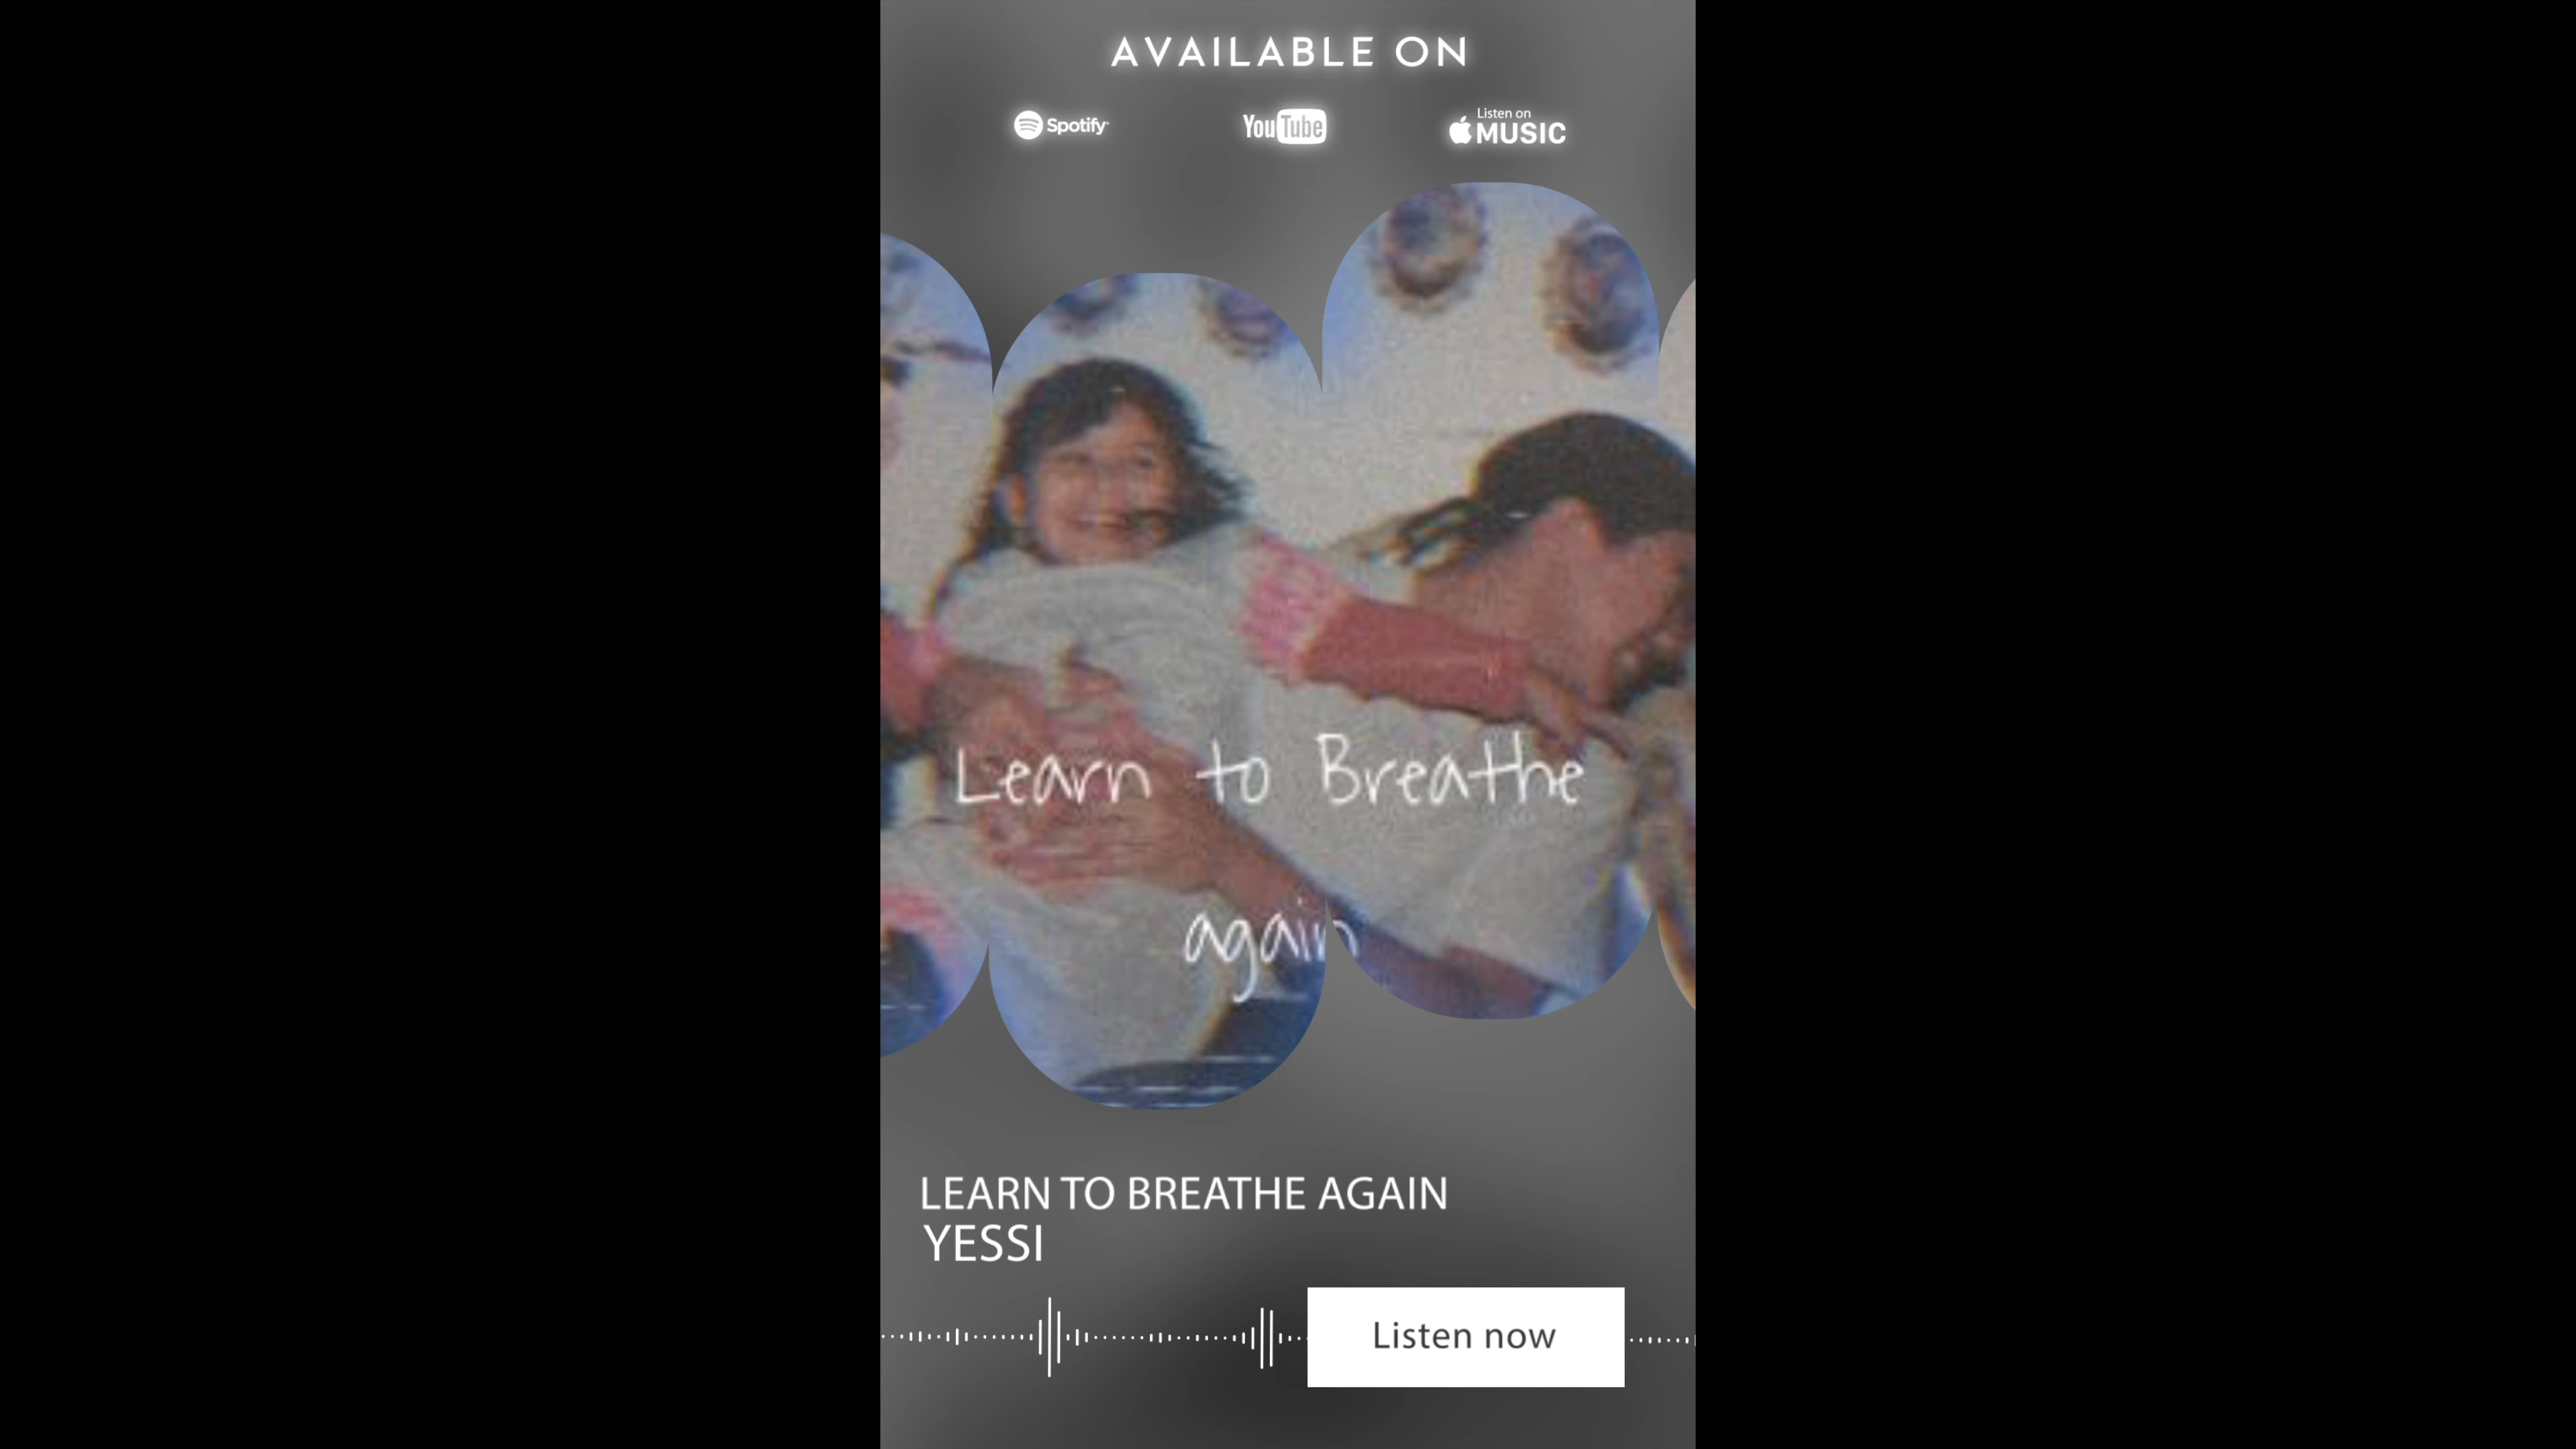 AVAILABLE ON
Spotify
YouTube
Listen on
MUSIC
Learn to Breathe
again
LEARN TO BREATHE AGAIN
YESSI
Listen now